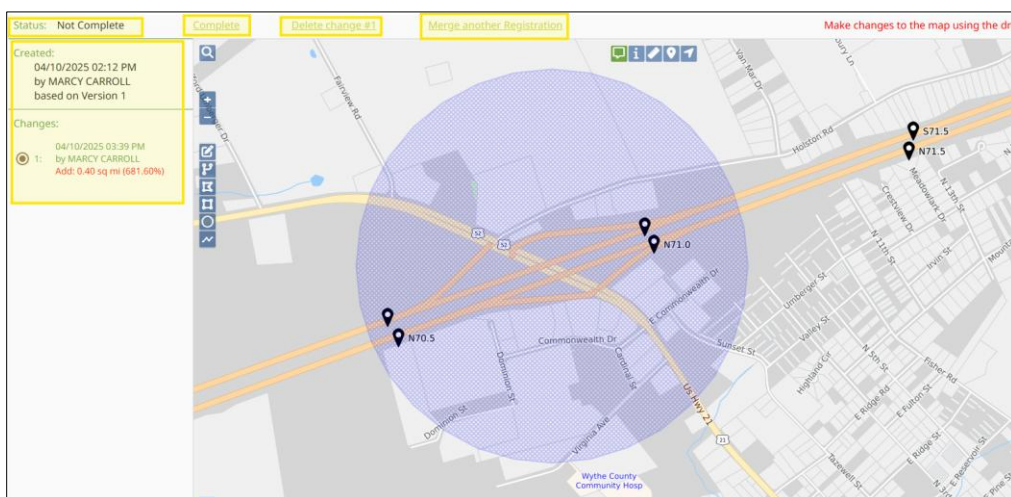 Status: Not Complete
Complete
Delete change #1
Merge another Registration
Make changes to the map using the dr
Created:
04/10/2025 02:12 PM
by MARCY CARROLL
based on Version 1
Changes:
1:
04/10/2025 03:39 PM
by MARCY CARROLL
Add: 0.40 sq mi (681.60%)
Fairview Rd
Van Mar Dr
Holston Rd
S71.5
N71.5
Meadowlark Dr
N 13th St
Crestview Dr
N 11th St
Irvin St
52
52
N71.0
E Commonwealth Dr
Umberger St
Valley St
N70.5
Commonwealth Dr
Sunset St
Highland Cir
N 5th St
Fisher Rd
Dominion St
Cardinal St
Us Hwy 21
E Ridge Rd
E Fulton St
Dominion St
Virginia Ave
21
E Ridge St
E Reservoir St
Tazewell St
Wythe County
Community Hosp